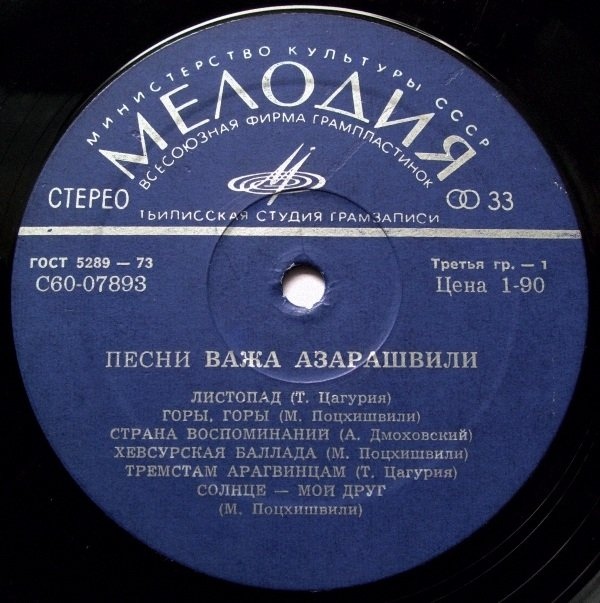 МИНИСТЕРСТВО КУЛЬТУРЫ СССР
МЕЛОДИЯ
ВСЕСОЮЗНАЯ ФИРМА ГРАМПЛАСТИНОК
СТЕРЕО
33
ТБИЛИССКАЯ СТУДИЯ ГРАМЗАПИСИ
ГОСТ 5289 — 73
Третья гр. — 1
С60-07893
Цена 1-90
ПЕСНИ ВАЖА АЗАРАШВИЛИ
ЛИСТОПАД (Т. Цагурия)
ГОРЫ, ГОРЫ (М. Поцхишвили)
СТРАНА ВОСПОМИНАНИЙ (А. Дмоховский)
ХЕВСУРСКАЯ БАЛЛАДА (М. Поцхишвили)
ТРЕМСТАМ АРАГВИНЦАМ (Т. Цагурия)
СОЛНЦЕ — МОЙ ДРУГ
(М. Поцхишвили)